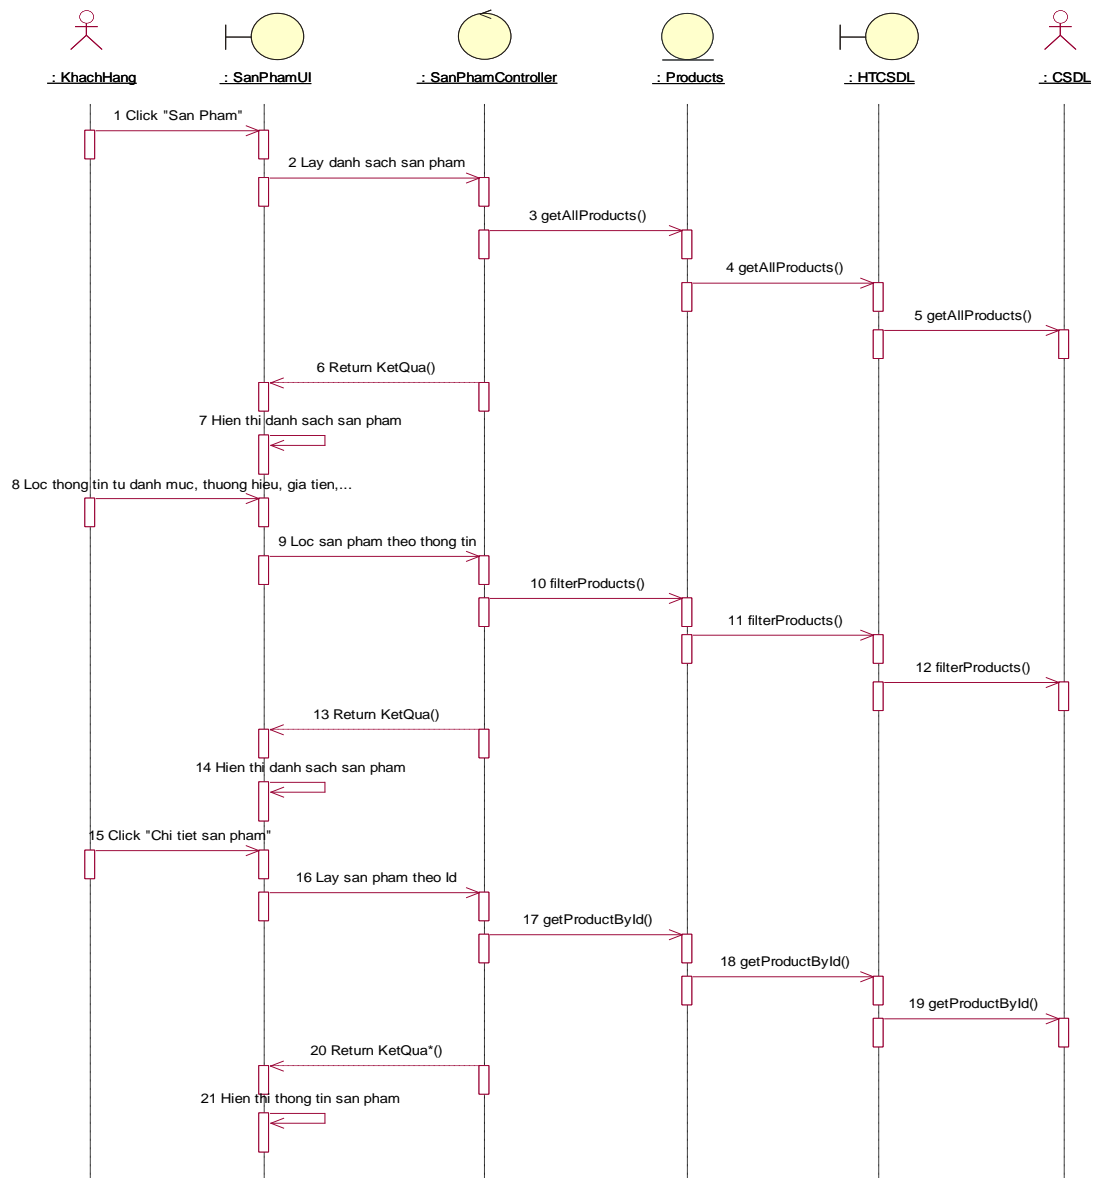 : KhachHang
: SanPhamUI
: SanPhamController
: Products
: HTCSDL
: CSDL
1 Click "San Pham"
2 Lay danh sach san pham
3 getAllProducts()
4 getAllProducts()
5 getAllProducts()
6 Return KetQua()
7 Hien thi danh sach san pham
8 Loc thong tin tu danh muc, thuong hieu, gia tien,...
9 Loc san pham theo thong tin
10 filterProducts()
11 filterProducts()
12 filterProducts()
13 Return KetQua()
14 Hien thi danh sach san pham
15 Click "Chi tiet san pham"
16 Lay san pham theo Id
17 getProductById()
18 getProductById()
19 getProductById()
20 Return KetQua*()
21 Hien thi thong tin san pham